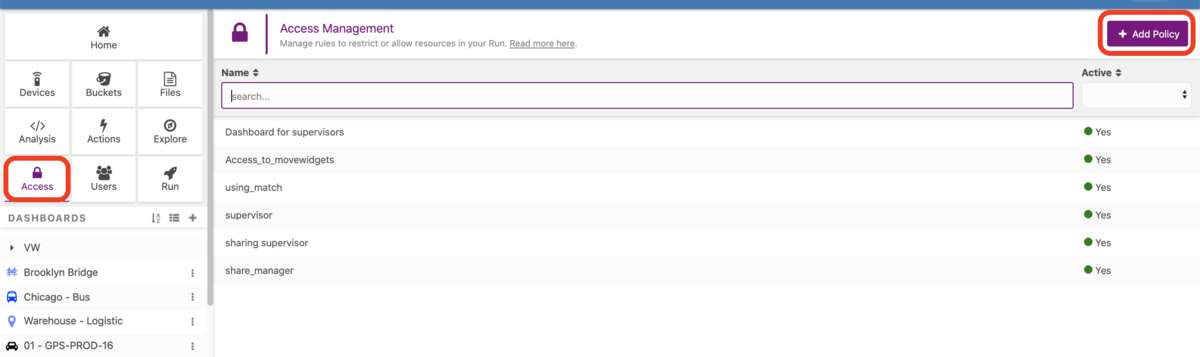 Home
Devices
Buckets
Files
Analysis
Actions
Explore
Access
Users
Run
DASHBOARDS
VW
Brooklyn Bridge
Chicago - Bus
Warehouse - Logistic
01 - GPS-PROD-16
Access Management
Manage rules to restrict or allow resources in your Run. Read more here.
+ Add Policy
Name
Active
search...
Dashboard for supervisors Yes
Access_to_movewidgets Yes
using_match Yes
supervisor Yes
sharing supervisor Yes
share_manager Yes